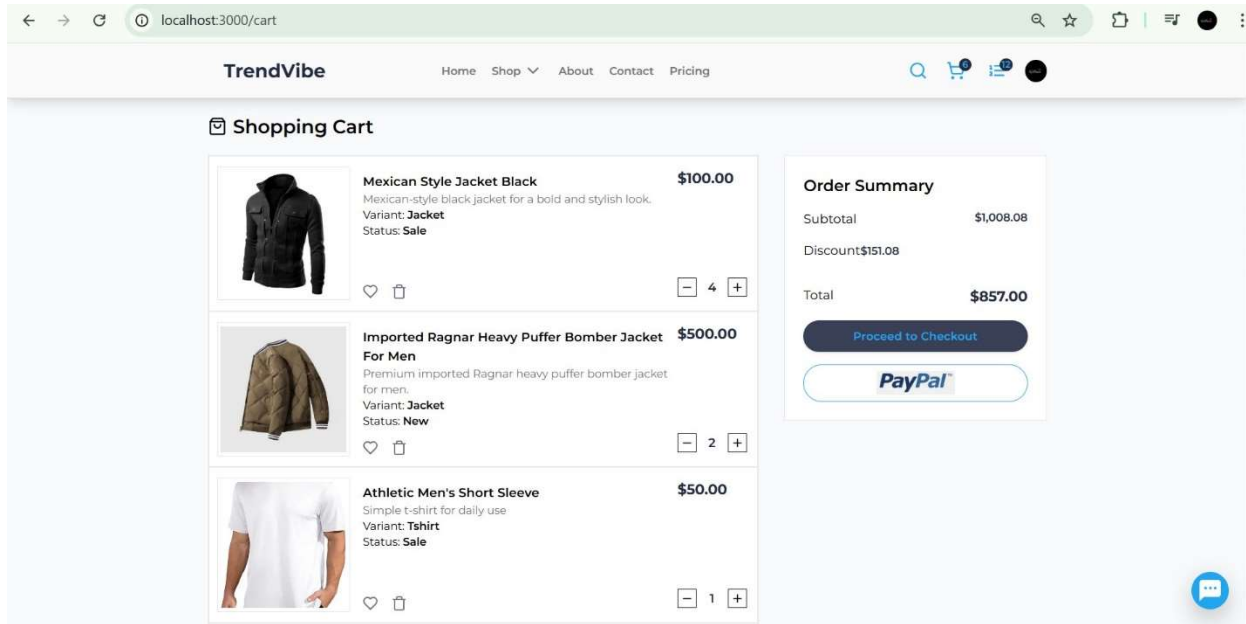 localhost:3000/cart
TrendVibe
Home Shop About Contact Pricing
6
12
Shopping Cart
Mexican Style Jacket Black
$100.00
Mexican-style black jacket for a bold and stylish look.
Variant: Jacket
Status: Sale
4
Imported Ragnar Heavy Puffer Bomber Jacket
For Men
$500.00
Premium imported Ragnar heavy puffer bomber jacket
for men.
Variant: Jacket
Status: New
2
Athletic Men's Short Sleeve
$50.00
Simple t-shirt for daily use
Variant: Tshirt
Status: Sale
1
Order Summary
Subtotal $1,008.08
Discount$151.08
Total $857.00
Proceed to Checkout
PayPal™